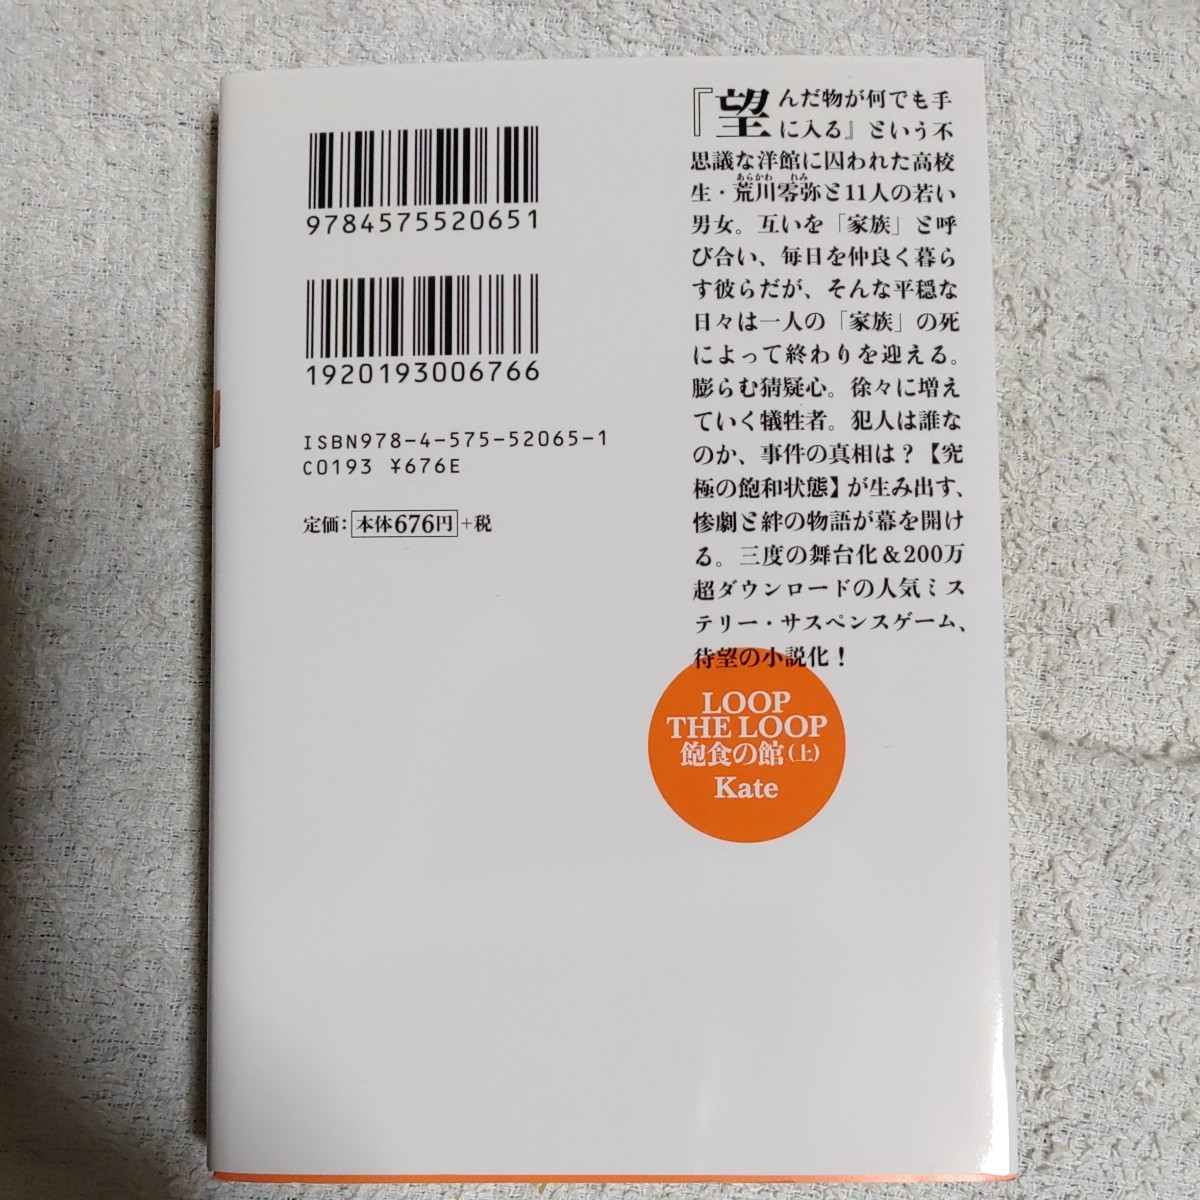 9784575520651
1920193006766
ISBN978-4-575-52065-1
C0193 ¥676E
定価：本体676円+税
『望んだ物が何でも手
に入る』という不
思議な洋館に囚われた高校
あらかわ れみ
生・荒川零弥と11人の若い
男女。互いを「家族」と呼
び合い、毎日を仲良く暮ら
す彼らだが、そんな平穏な
日々は一人の「家族」の死
によって終わりを迎える。
膨らむ猜疑心。徐々に増え
ていく犠牲者。犯人は誰な
のか、事件の真相は？【究
極の飽和状態】が生み出す、
惨劇と絆の物語が幕を開け
る。三度の舞台化＆200万
超ダウンロードの人気ミス
テリー・サスペンスゲーム、
待望の小説化！
LOOP
THE LOOP
飽食の館（上）
Kate